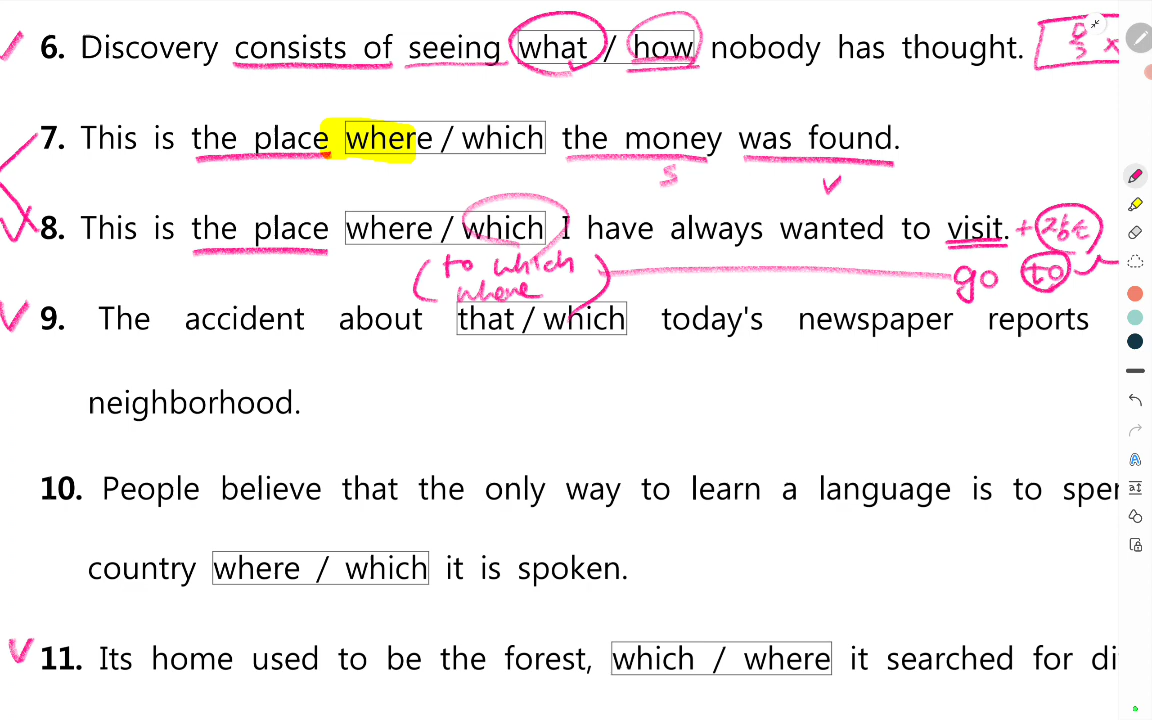 6. Discovery consists of seeing what / how nobody has thought.
7. This is the place where / which the money was found.
S
V
8. This is the place where / which I have always wanted to visit. +
(to which
where)
go to
9. The accident about that / which today's newspaper reports
neighborhood.
10. People believe that the only way to learn a language is to spen
country where / which it is spoken.
11. Its home used to be the forest, which / where it searched for di